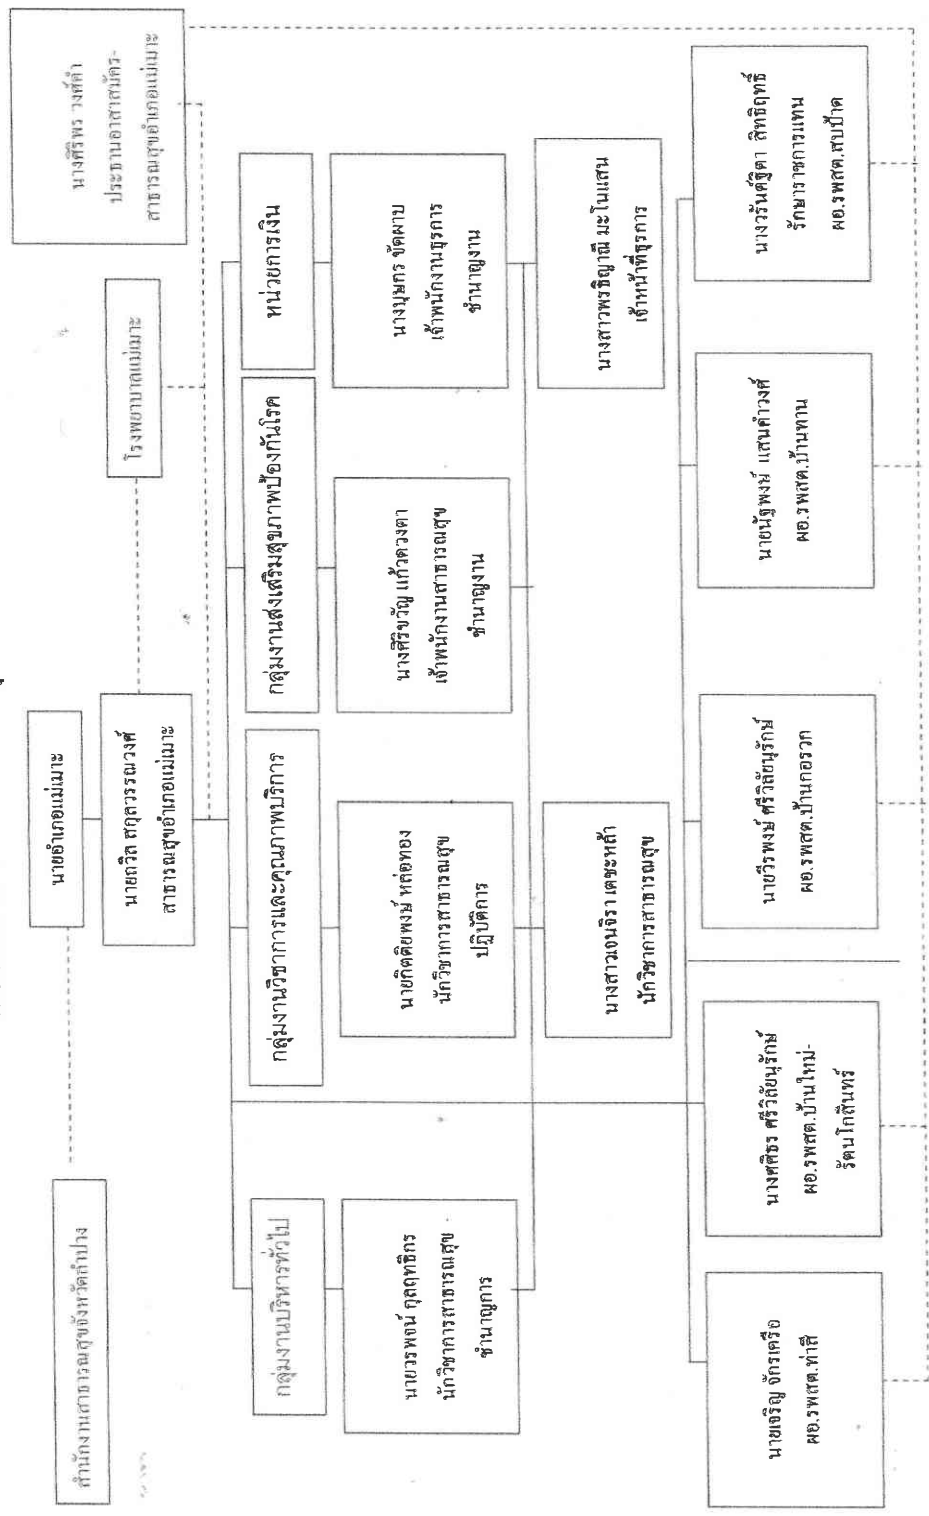 นายอำเภอแม่เมาะ
สำนักงานสาธารณสุขจังหวัดลำปาง
นายถวิล สกุลวรรณวงศ์
สาธารณสุขอำเภอแม่เมาะ
โรงพยาบาลแม่เมาะ
นางศิริพร วงศ์คำ
ประธานอาสาสมัคร-
สาธารณสุขอำเภอแม่เมาะ
กลุ่มงานบริหารทั่วไป
กลุ่มงานวิชาการและคุณภาพบริการ
กลุ่มงานส่งเสริมสุขภาพป้องกันโรค
หน่วยการเงิน
นายวรพจน์ กุลฤทธิกร
นักวิชาการสาธารณสุข
ชำนาญการ
นายกิตติยพงษ์ หล่อทอง
นักวิชาการสาธารณสุข
ปฏิบัติการ
นางศิริขวัญ แก้วดวงตา
เจ้าพนักงานสาธารณสุข
ชำนาญงาน
นางบุษกร ขัดผาบ
เจ้าพนักงานธุรการ
ชำนาญงาน
นางสาวเจนจิรา เตชะหล้า
นักวิชาการสาธารณสุข
นางสาวพรชิญาณี มะโนแสน
เจ้าหน้าที่ธุรการ
นายเจริญ จักรเครือ
ผอ.รพสต.ท่าสี
นางศศิธร ศรีวิลัยนุรักษ์
ผอ.รพสต.บ้านใหม่-
รัตนโกสินทร์
นายวีรพงษ์ ศรีวิลัยนุรักษ์
ผอ.รพสต.บ้านกอรวก
นายนัฐพงษ์ แสนคำวงค์
ผอ.รพสต.บ้านทาน
นางวรันต์ฐิตา สิทธิฤทธิ์
รักษาราชการแทน
ผอ.รพสต.สบป้าด